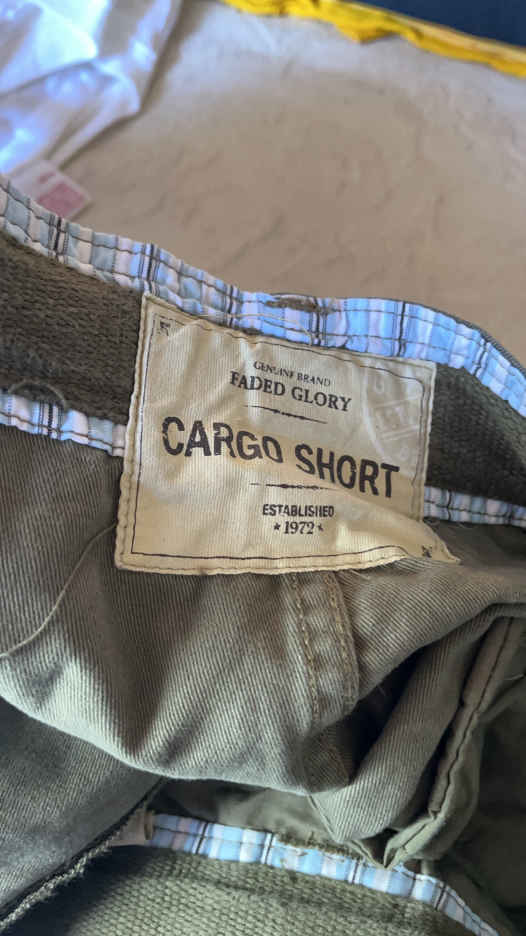 GENUINE BRAND
FADED GLORY
CARGO SHORT
ESTABLISHED
1972